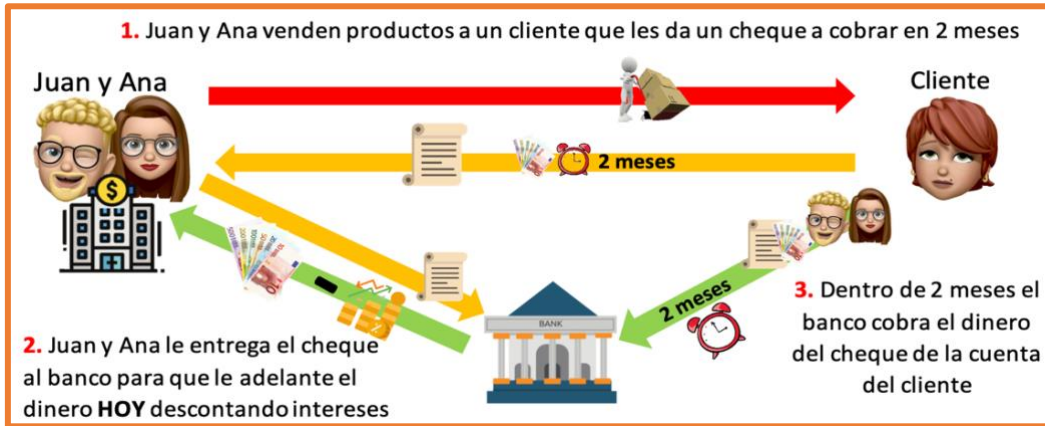 1. Juan y Ana venden productos a un cliente que les da un cheque a cobrar en 2 meses
Juan y Ana
Cliente
2 meses
2 meses
BANK
2. Juan y Ana le entrega el cheque
al banco para que le adelante el
dinero HOY descontando intereses
3. Dentro de 2 meses el
banco cobra el dinero
del cheque de la cuenta
del cliente